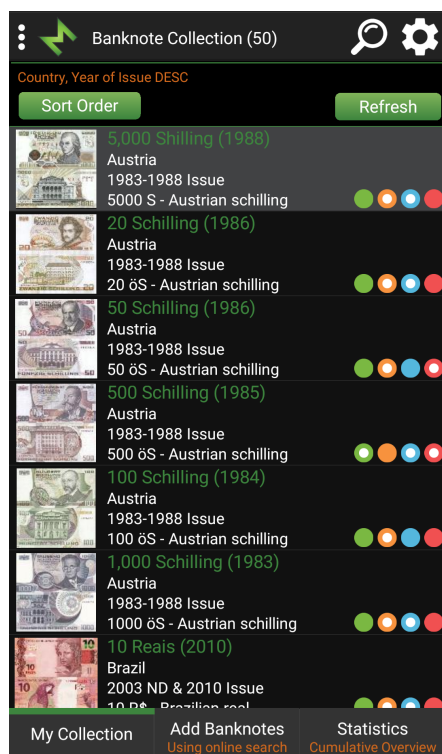 Banknote Collection (50)
Country, Year of Issue DESC
Sort Order
Refresh
5,000 Shilling (1988)
Austria
1983-1988 Issue
5000 S - Austrian schilling
20 Schilling (1986)
Austria
1983-1988 Issue
20 öS - Austrian schilling
50 Schilling (1986)
Austria
1983-1988 Issue
50 öS - Austrian schilling
500 Schilling (1985)
Austria
1983-1988 Issue
500 öS - Austrian schilling
100 Schilling (1984)
Austria
1983-1988 Issue
100 öS - Austrian schilling
1,000 Schilling (1983)
Austria
1983-1988 Issue
1000 öS - Austrian schilling
10 Reais (2010)
Brazil
2003 ND & 2010 Issue
10 R$ - Brazilian real
My Collection
Add Banknotes
Using online search
Statistics
Cumulative Overview